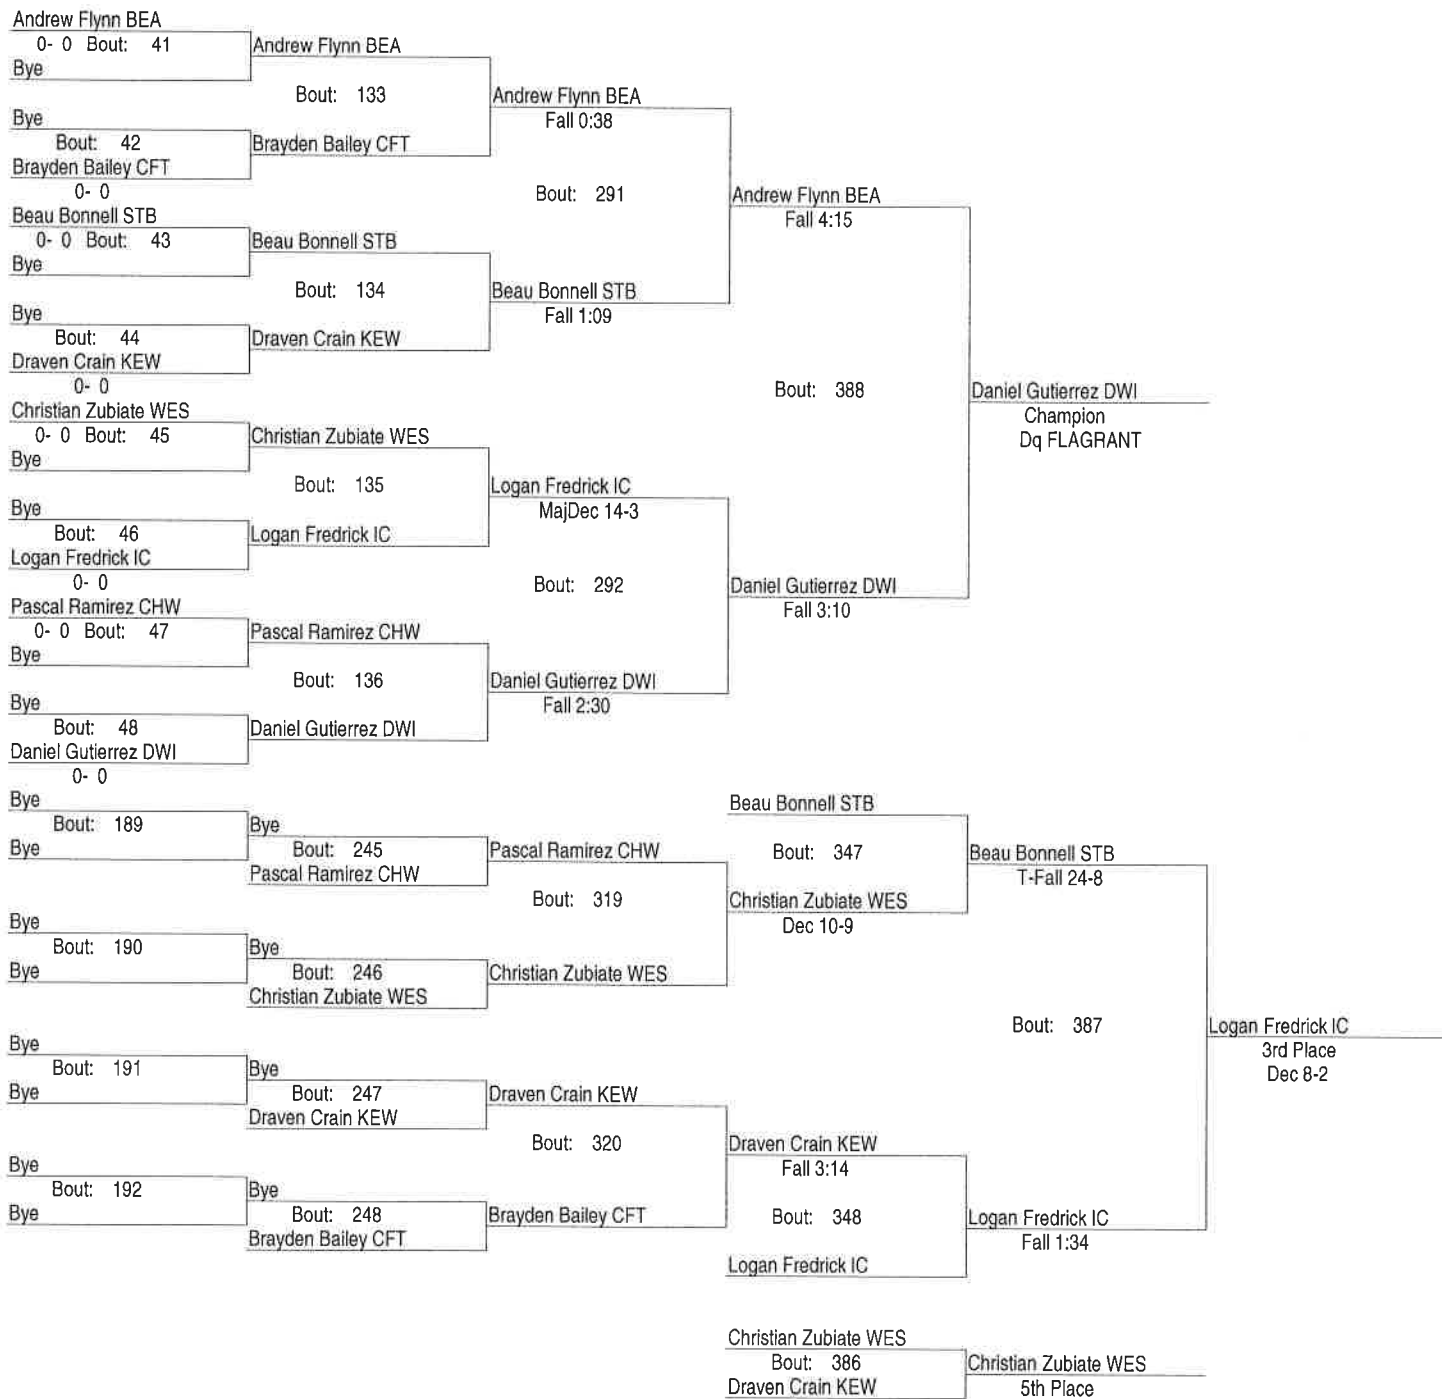 Andrew Flynn BEA
0- 0 Bout: 41
Bye
Andrew Flynn BEA
Bout: 133
Bye
Bout: 42
Brayden Bailey CFT
0- 0
Brayden Bailey CFT
Andrew Flynn BEA
Fall 0:38
Bout: 291
Beau Bonnell STB
0- 0 Bout: 43
Bye
Beau Bonnell STB
Bout: 134
Bye
Bout: 44
Draven Crain KEW
0- 0
Draven Crain KEW
Beau Bonnell STB
Fall 1:09
Andrew Flynn BEA
Fall 4:15
Bout: 388
Christian Zubiate WES
0- 0 Bout: 45
Bye
Christian Zubiate WES
Bout: 135
Bye
Bout: 46
Logan Fredrick IC
0- 0
Logan Fredrick IC
Logan Fredrick IC
MajDec 14-3
Bout: 292
Pascal Ramirez CHW
0- 0 Bout: 47
Bye
Pascal Ramirez CHW
Bout: 136
Bye
Bout: 48
Daniel Gutierrez DWI
0- 0
Daniel Gutierrez DWI
Daniel Gutierrez DWI
Fall 2:30
Daniel Gutierrez DWI
Fall 3:10
Daniel Gutierrez DWI
Champion
Dq FLAGRANT
Bye
Bout: 189
Bye
Bye
Bout: 245
Pascal Ramirez CHW
Pascal Ramirez CHW
Bout: 319
Bye
Bout: 190
Bye
Bye
Bout: 246
Christian Zubiate WES
Christian Zubiate WES
Beau Bonnell STB
Bout: 347
Christian Zubiate WES
Dec 10-9
Beau Bonnell STB
T-Fall 24-8
Bout: 387
Bye
Bout: 191
Bye
Bye
Bout: 247
Draven Crain KEW
Draven Crain KEW
Bout: 320
Bye
Bout: 192
Bye
Bye
Bout: 248
Brayden Bailey CFT
Brayden Bailey CFT
Draven Crain KEW
Fall 3:14
Bout: 348
Logan Fredrick IC
Logan Fredrick IC
Fall 1:34
Logan Fredrick IC
3rd Place
Dec 8-2
Christian Zubiate WES
Bout: 386
Draven Crain KEW
Christian Zubiate WES
5th Place